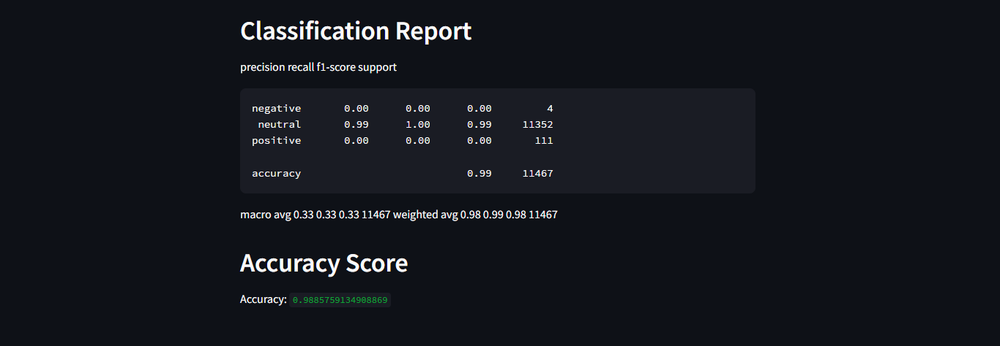 Classification Report
precision recall f1-score support
negative 0.00 0.00 0.00 4
neutral 0.99 1.00 0.99 11352
positive 0.00 0.00 0.00 111
accuracy 0.99 11467
macro avg 0.33 0.33 0.33 11467 weighted avg 0.98 0.99 0.98 11467
Accuracy Score
Accuracy: 0.9885759134908869